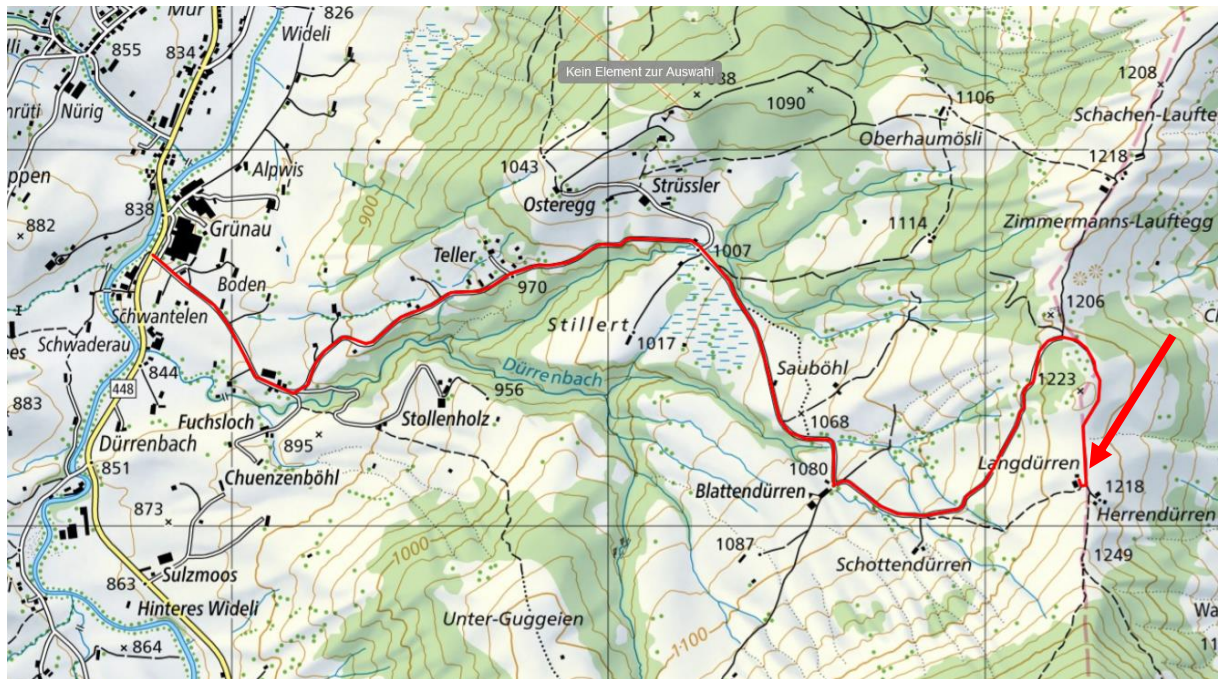 Mur
826
Wideli
855
834
Nürig
1208
Kein Element zur Auswahl
1090
1106
Schachen-Laufte
Oberhaumösli
1218
Alpwis
1043
ppen
Strüssler
838
900
Osteregg
Zimmermanns-Lauftegg
882
Grünau
1114
Teller
1007
Boden
970
Schwantelen
1206
Stillert
Schwaderau
1017
Sauböhl
844
Dürrenbach
1223
448
956
883
Stollenholz
Fuchsloch
1068
895
Dürrenbach
Langdürren
851
1080
Chuenzenböhl
Blattendürren
1218
Herrendürren
873
1087
1000
1249
Schottendürren
863
Sulzmoos
Hinteres Wideli
Unter-Guggeien
1100
864